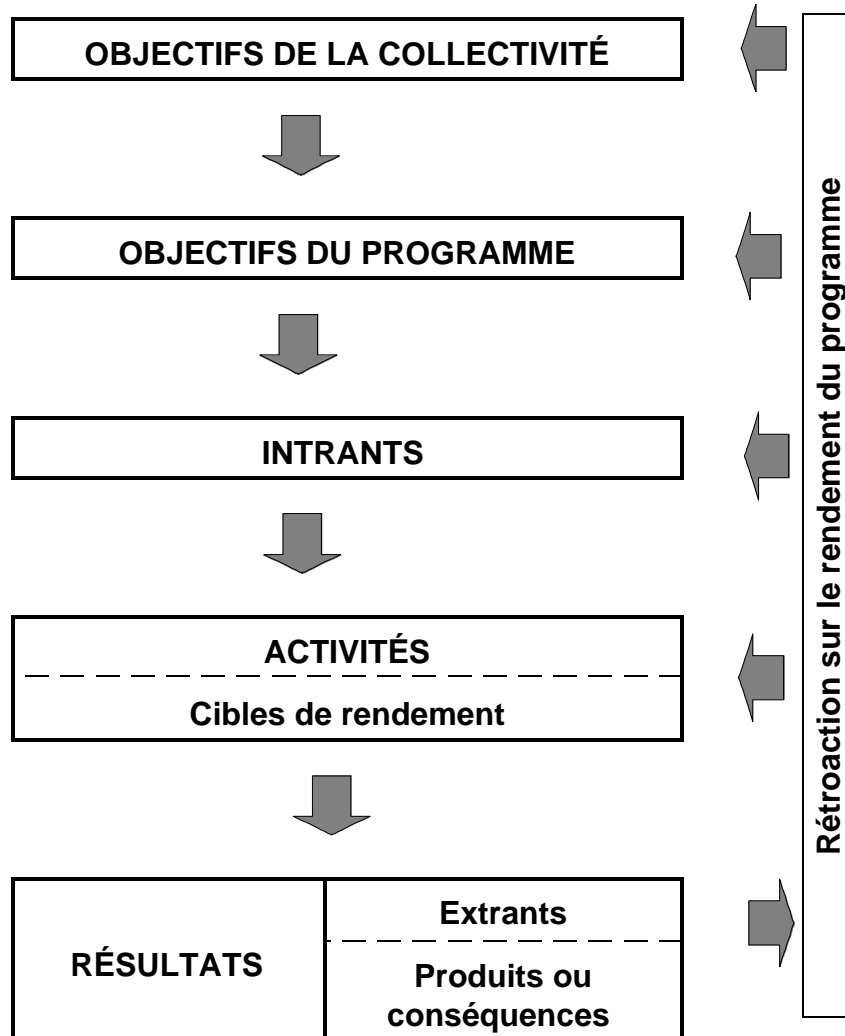 OBJECTIFS DE LA COLLECTIVITÉ
OBJECTIFS DU PROGRAMME
INTRANTS
ACTIVITÉS
Cibles de rendement
RÉSULTATS
Extrants
Produits ou
conséquences
Rétroaction sur le rendement du programme